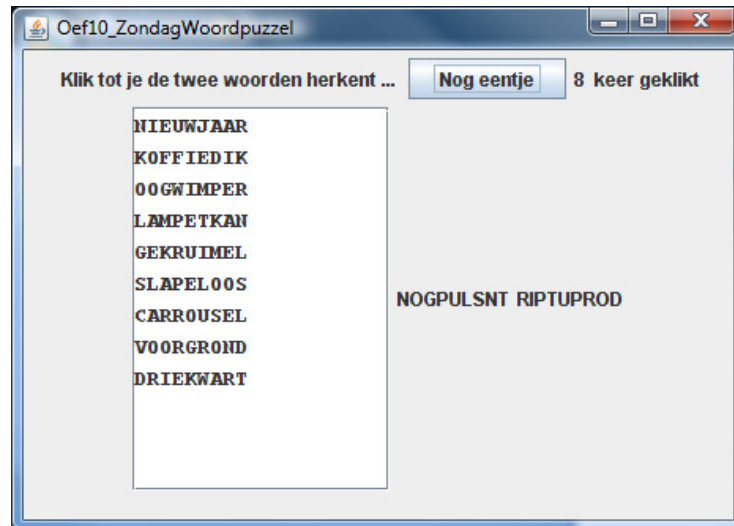 Oef10_ZondagWoordpuzzel
Klik tot je de twee woorden herkent ... Nog eentje 8 keer geklikt
NIEUWJAAR
KOFFIEDIK
OOGWIMPER
LAMPETKAN
GEKRUIMEL
SLAPELOOS
CARROUSEL
VOORGROND
DRIEKWART
NOGPULSNT RIPTUPROD